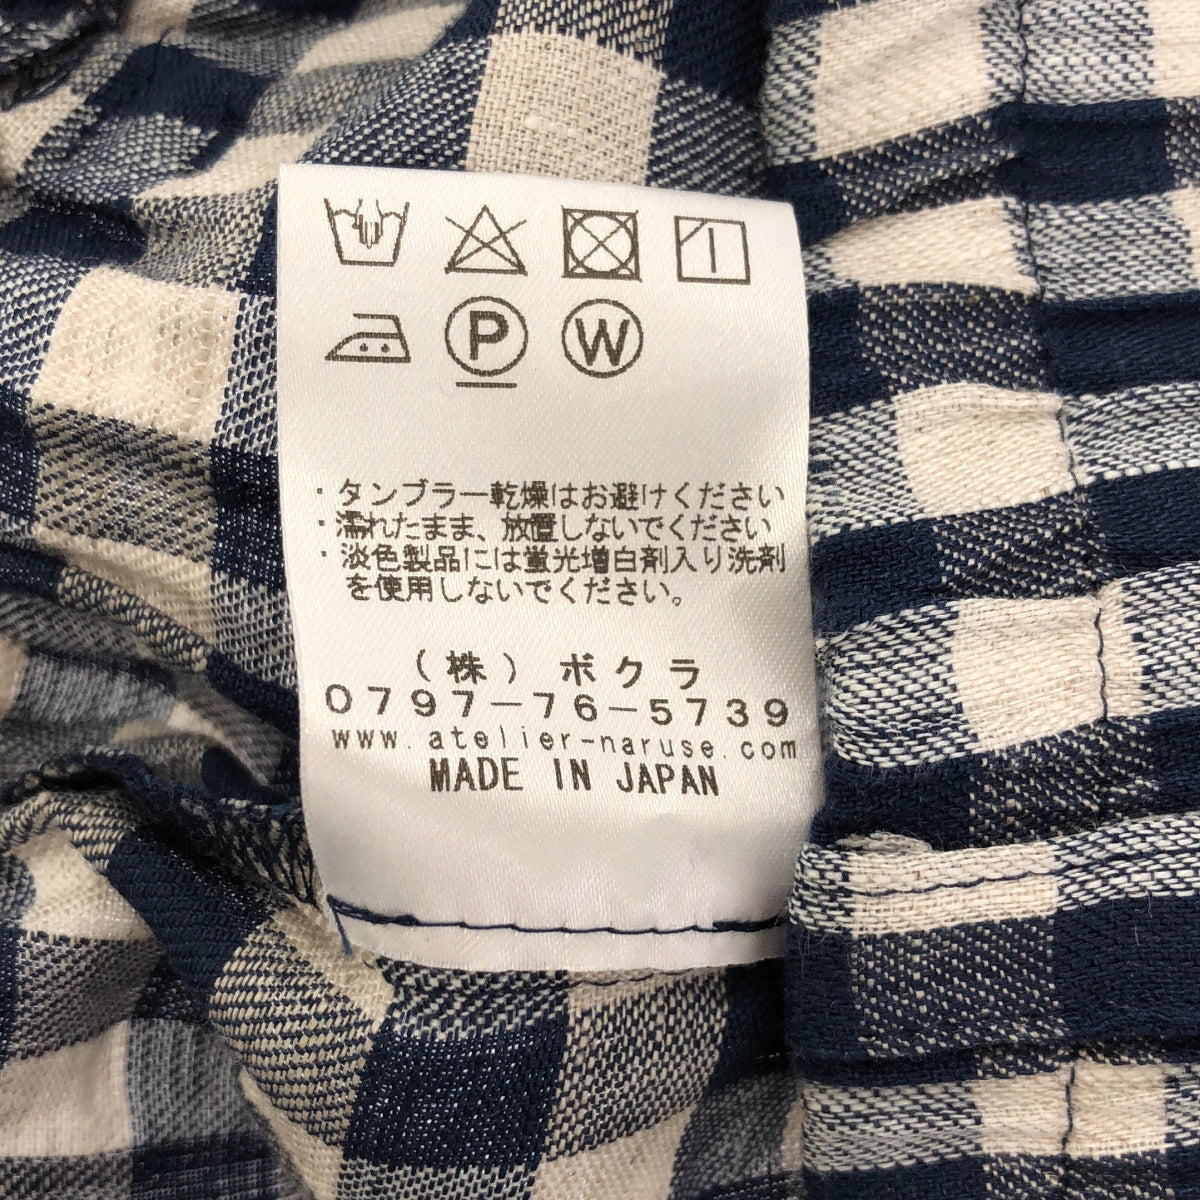 P W
・タンブラー乾燥はお避けください
・濡れたまま、放置しないでください
・淡色製品には蛍光増白剤入り洗剤
を使用しないでください。
(株)ボクラ
0797-76-5739
www.atelier-naruse.com
MADE IN JAPAN